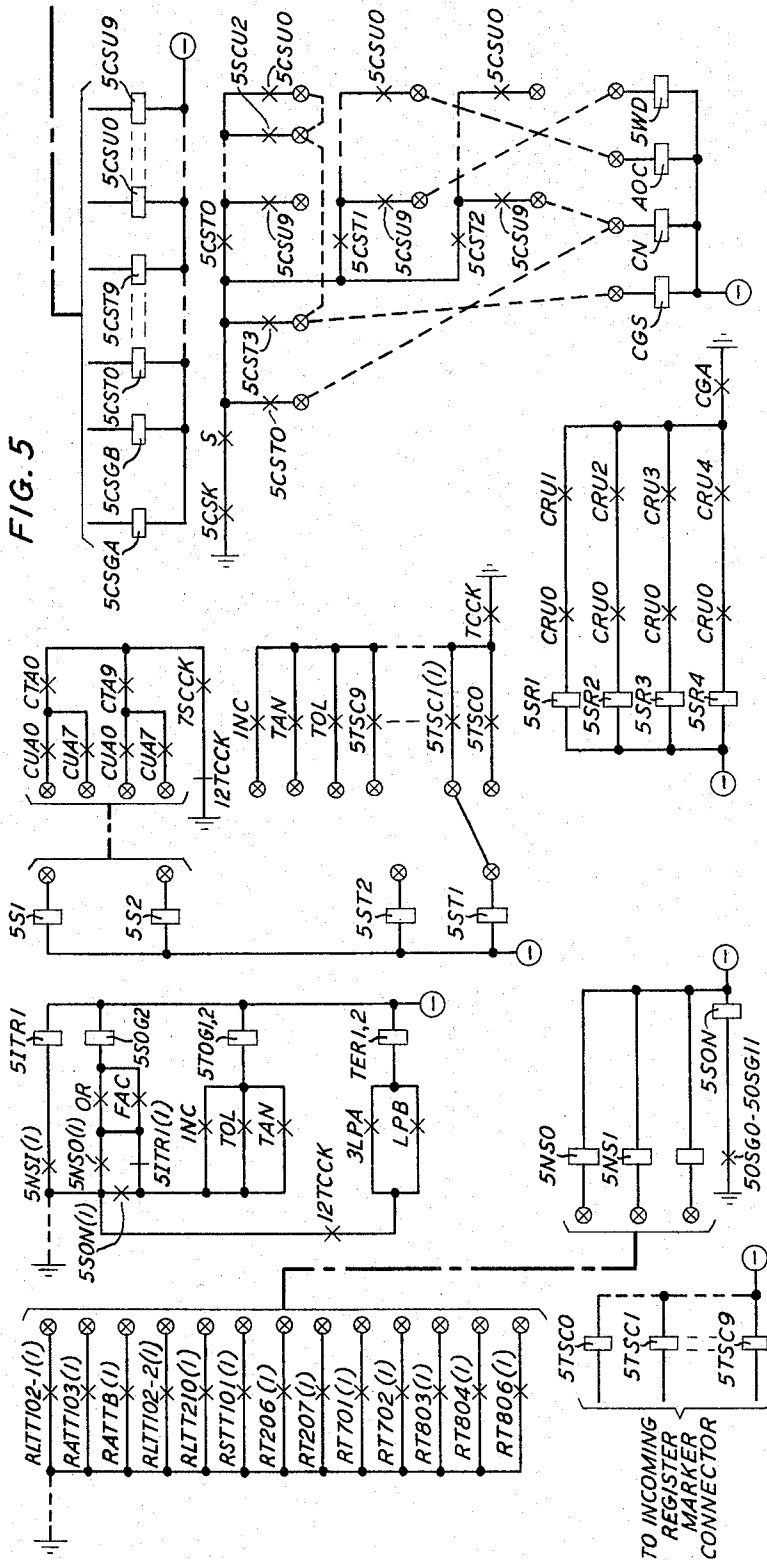 FIG. 5
5CSGA
5CSGB
5CST0
5CST9
5CSU0
5CSU9
5CSK
S
5CST0
5CST3
5CST0
5CSU9
5SCU2
5CSU0
5CST1
5CSU9
5CSU0
5CST2
5CSU9
5CSU0
CGS
CN
AOC
5WD
5S1
5S2
CUA0
CTA0
CUA7
CUA0
CTA9
CUA7
7SCCK
12TCCK
5ST2
5ST1
INC
TAN
TOL
5TSC9
5TSC1(1)
5TSC0
TCCK
5SR1
CRU0
CRU1
5SR2
CRU0
CRU2
5SR3
CRU0
CRU3
5SR4
CRU0
CRU4
CGA
5NSI(1)
5ITR1
5NSO(1)
OR
FAC
5SOG2
5ITR1(1)
5SON(1)
INC
TOL
TAN
5TOG1,2
12TCCK
3LPA
LPB
TER1,2
RLTT102-1(1)
RATT103(1)
RATTB(1)
RLTT102-2(1)
RLTT210(1)
RSTT101(1)
RT206(1)
RT207(1)
RT701(1)
RT702(1)
RT803(1)
RT804(1)
RT806(1)
5NSO
5NS1
5SON
5OSG0-5OSG11
5TSC0
5TSC1
5TSC9
TO INCOMING
REGISTER
MARKER
CONNECTOR